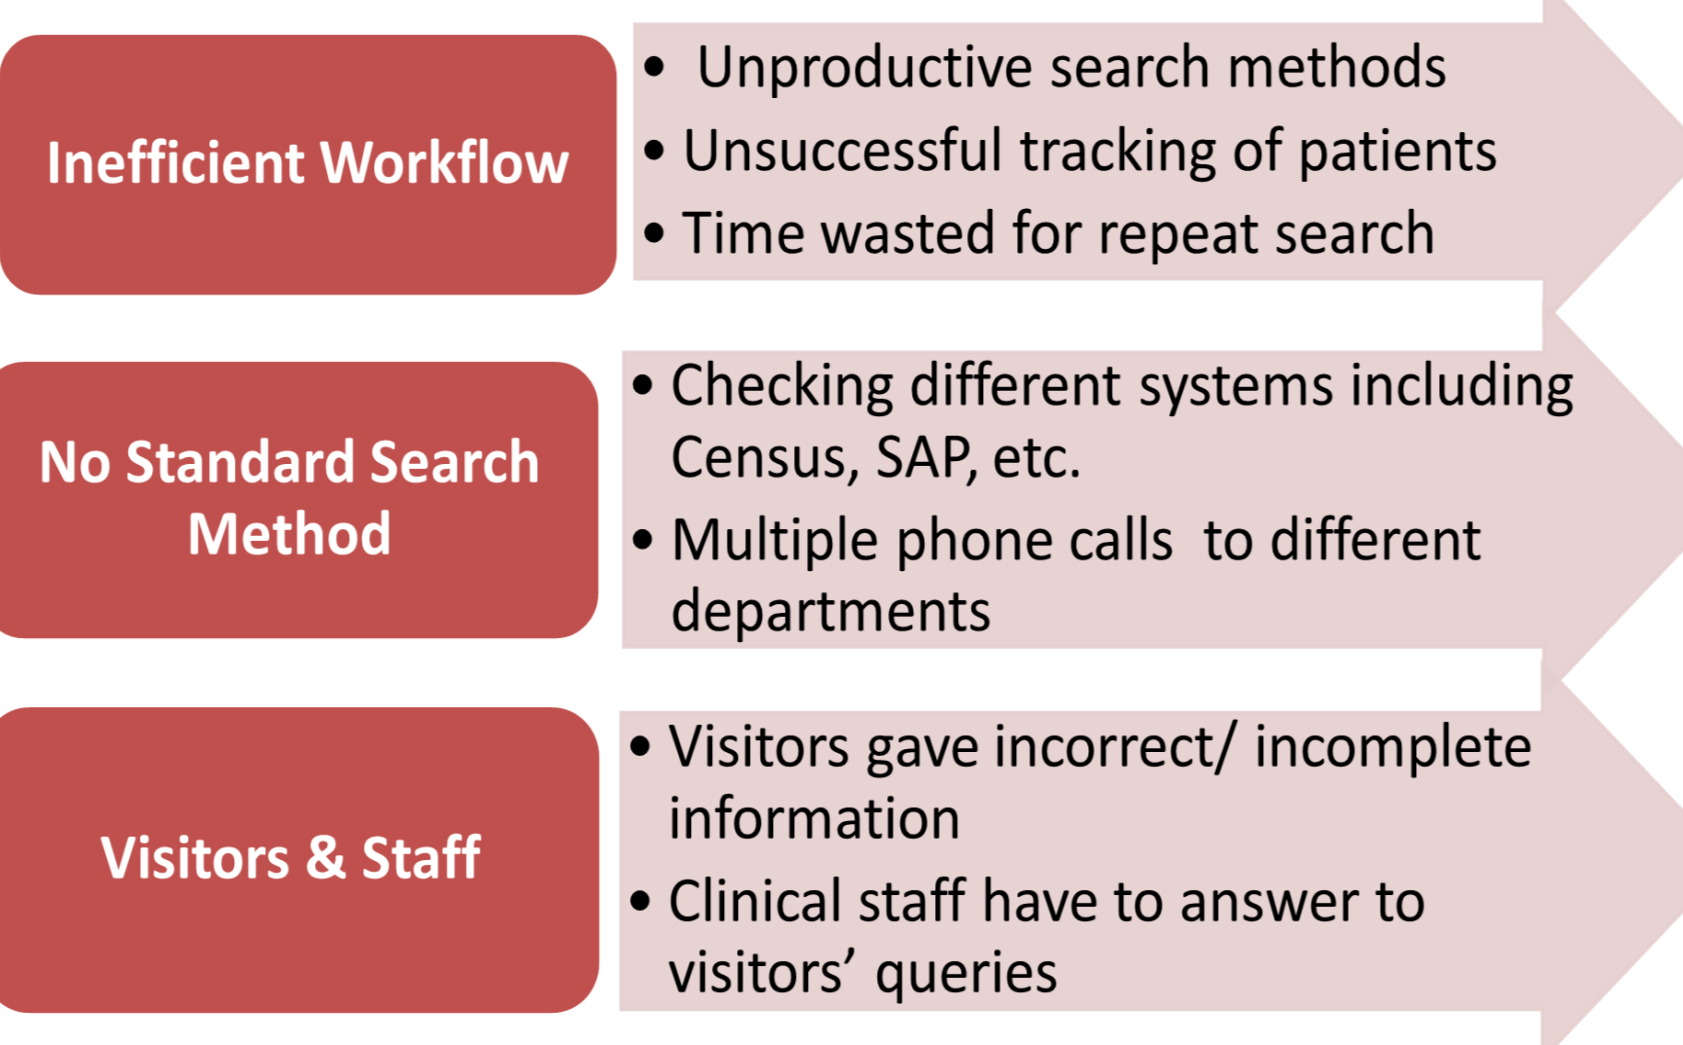 Inefficient Workflow
• Unproductive search methods
• Unsuccessful tracking of patients
• Time wasted for repeat search
No Standard Search
Method
• Checking different systems including
Census, SAP, etc.
• Multiple phone calls to different
departments
Visitors & Staff
• Visitors gave incorrect/ incomplete
information
• Clinical staff have to answer to
visitors’ queries